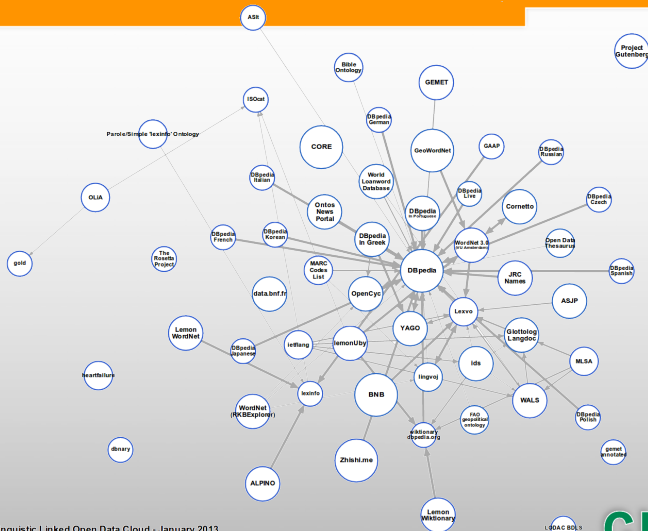 ASIt
Project
Gutenberg
Bible
Ontology
GEMET
ISOcat
DBpedia
German
Parole/Simple 'lexinfo' Ontology
CORE
GeoWordNet
GAAP
DBpedia
Russian
DBpedia
Italian
World
Loanword
Database
DBpedia
Live
OLiA
Ontos
News
Portal
DBpedia
in Portuguese
Cornetto
DBpedia
Czech
DBpedia
French
DBpedia
Korean
DBpedia
in Greek
WordNet 3.0
(VU Amsterdam)
Open Data
Thesaurus
The
Rosetta
Project
gold
MARC
Codes
List
DBpedia
JRC
Names
DBpedia
Spanish
data.bnf.fr
OpenCyc
ASJP
Lexvo
Lemon
WordNet
YAGO
Glottolog
Langdoc
DBpedia
Japanese
lemonUby
ids
MLSA
heartfailure
lingvoj
lexinfo
BNB
WALS
WordNet
(RKBExplorer)
FAO
geopolitical
ontology
DBpedia
Polish
wiktionary
dbpedia.org
dbnary
gemet
annotated
Zhishi.me
ALPINO
Lemon
Wiktionary
nguistic Linked Open Data Cloud - January 2013